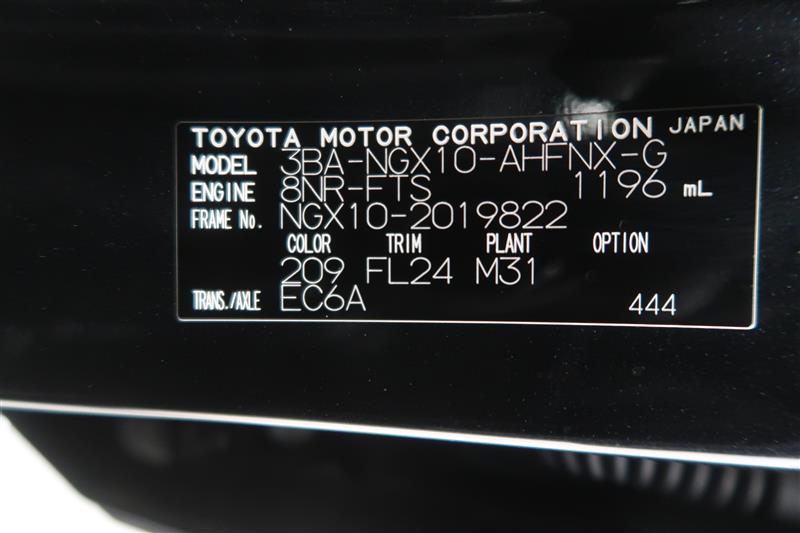 TOYOTA MOTOR CORPORATION JAPAN
MODEL 3BA-NGX10-AHFNX-G
ENGINE 8NR-FTS 1196 mL
FRAME No. NGX10-2019822
COLOR TRIM PLANT OPTION
209 FL24 M31
TRANS./AXLE EC6A 444